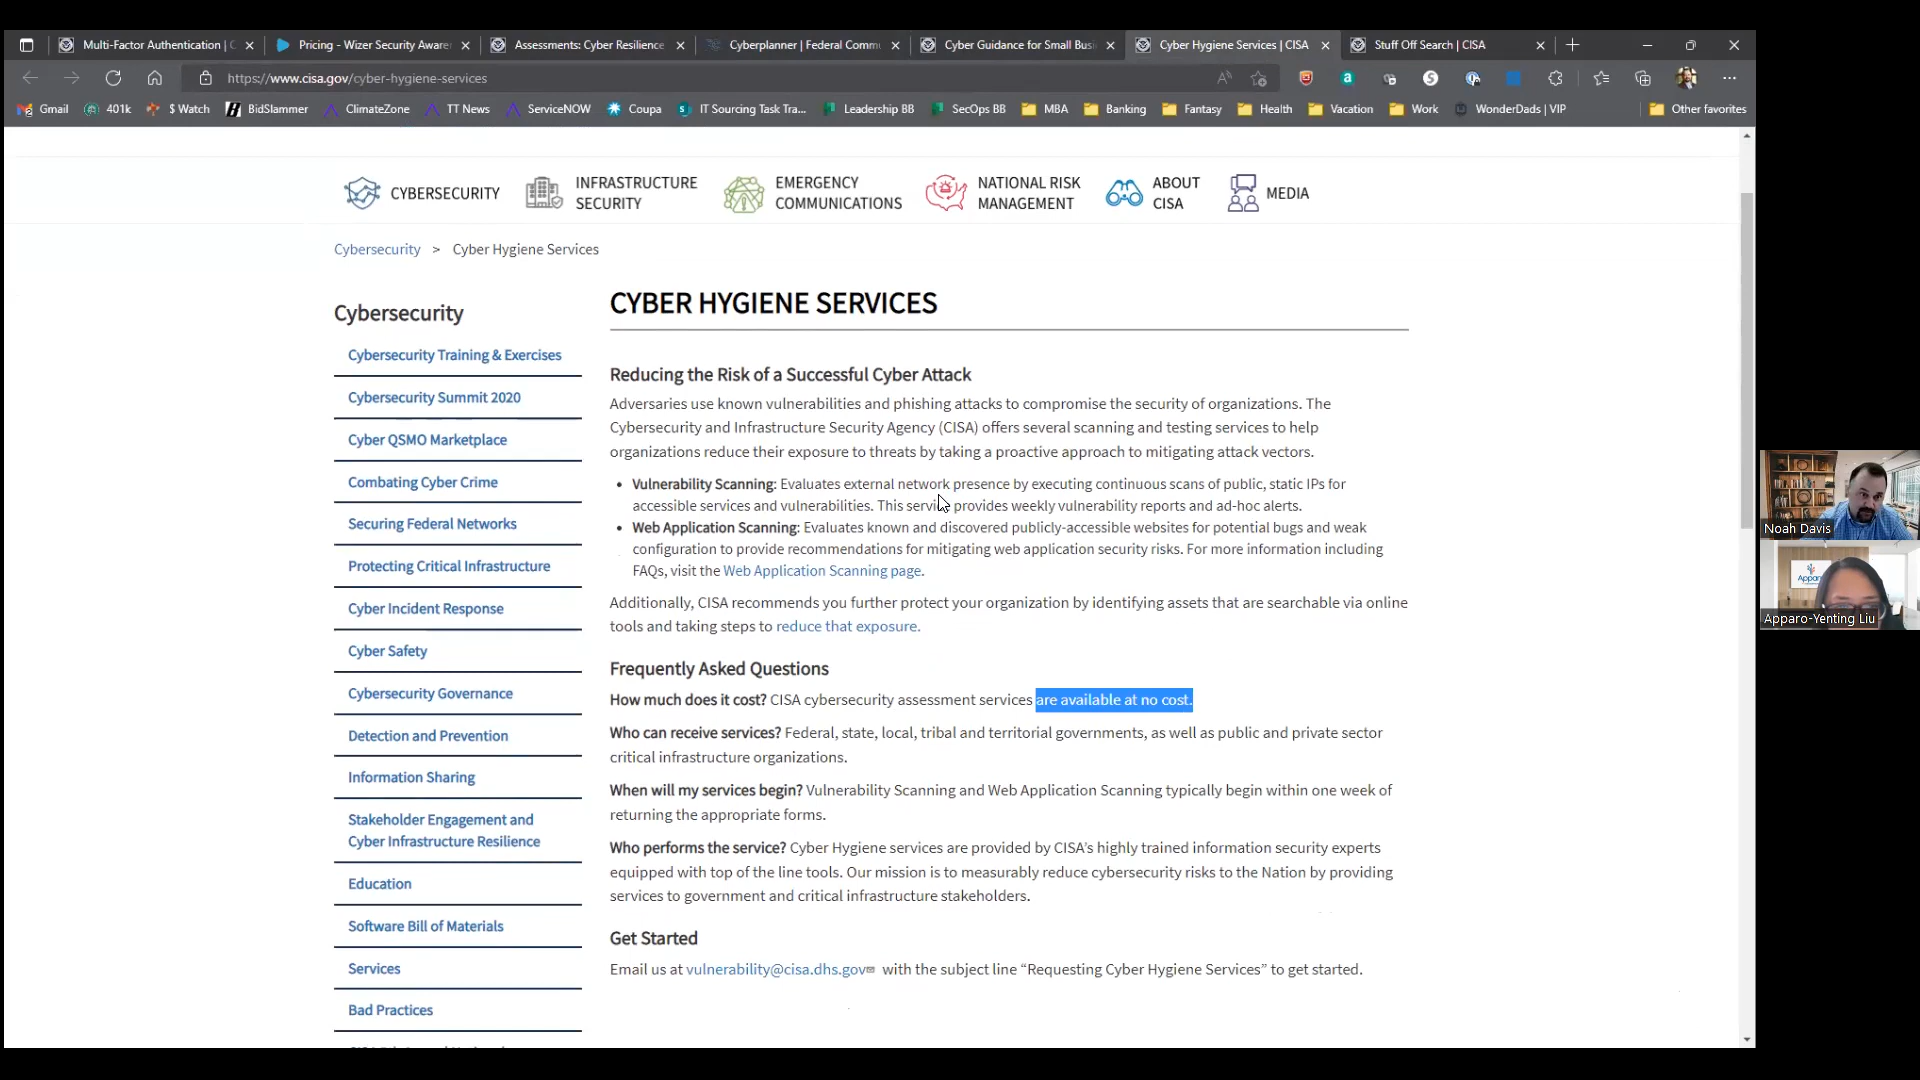 Multi-Factor Authentication | C
Pricing - Wizer Security Aware
Assessments: Cyber Resilience
Cyberplanner | Federal Commu
Cyber Guidance for Small Busi
Cyber Hygiene Services | CISA
Stuff Off Search | CISA
https://www.cisa.gov/cyber-hygiene-services
Gmail
401k
$ Watch
BidSlammer
ClimateZone
TT News
ServiceNOW
Coupa
IT Sourcing Task Tra...
Leadership BB
SecOps BB
MBA
Banking
Fantasy
Health
Vacation
Work
WonderDads | VIP
Other favorites
CYBERSECURITY
INFRASTRUCTURE
SECURITY
EMERGENCY
COMMUNICATIONS
NATIONAL RISK
MANAGEMENT
ABOUT
CISA
MEDIA
Cybersecurity > Cyber Hygiene Services
Cybersecurity
Cybersecurity Training & Exercises
Cybersecurity Summit 2020
Cyber QSMO Marketplace
Combating Cyber Crime
Securing Federal Networks
Protecting Critical Infrastructure
Cyber Incident Response
Cyber Safety
Cybersecurity Governance
Detection and Prevention
Information Sharing
Stakeholder Engagement and
Cyber Infrastructure Resilience
Education
Software Bill of Materials
Services
Bad Practices
CYBER HYGIENE SERVICES
Reducing the Risk of a Successful Cyber Attack
Adversaries use known vulnerabilities and phishing attacks to compromise the security of organizations. The
Cybersecurity and Infrastructure Security Agency (CISA) offers several scanning and testing services to help
organizations reduce their exposure to threats by taking a proactive approach to mitigating attack vectors.
• Vulnerability Scanning: Evaluates external network presence by executing continuous scans of public, static IPs for
accessible services and vulnerabilities. This service provides weekly vulnerability reports and ad-hoc alerts.
• Web Application Scanning: Evaluates known and discovered publicly-accessible websites for potential bugs and weak
configuration to provide recommendations for mitigating web application security risks. For more information including
FAQs, visit the Web Application Scanning page.
Additionally, CISA recommends you further protect your organization by identifying assets that are searchable via online
tools and taking steps to reduce that exposure.
Frequently Asked Questions
How much does it cost? CISA cybersecurity assessment services are available at no cost.
Who can receive services? Federal, state, local, tribal and territorial governments, as well as public and private sector
critical infrastructure organizations.
When will my services begin? Vulnerability Scanning and Web Application Scanning typically begin within one week of
returning the appropriate forms.
Who performs the service? Cyber Hygiene services are provided by CISA's highly trained information security experts
equipped with top of the line tools. Our mission is to measurably reduce cybersecurity risks to the Nation by providing
services to government and critical infrastructure stakeholders.
Get Started
Email us at vulnerability@cisa.dhs.gov with the subject line “Requesting Cyber Hygiene Services” to get started.
Noah Davis
Appar
Apparo-Yenting Liu